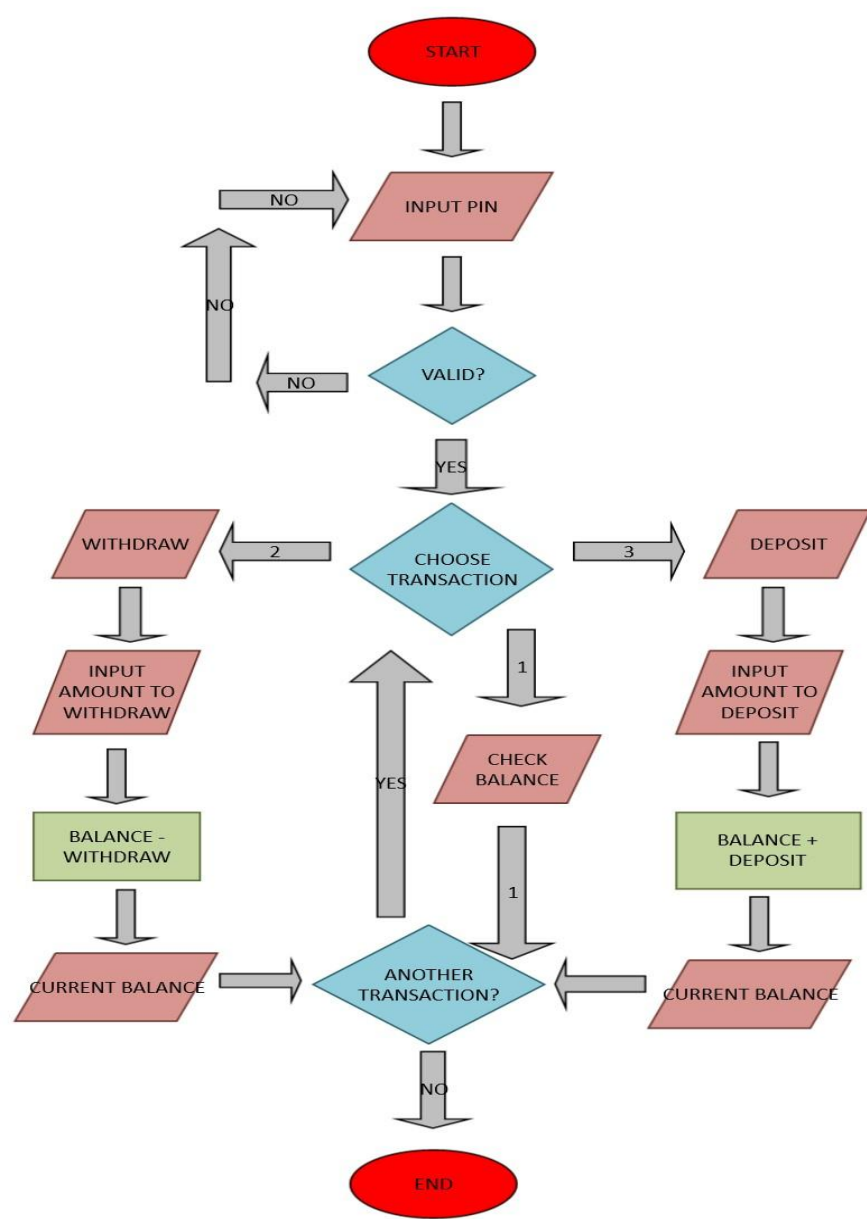 START
NO
INPUT PIN
NO
NO
VALID?
YES
WITHDRAW
2
CHOOSE
TRANSACTION
3
DEPOSIT
INPUT
AMOUNT TO
WITHDRAW
1
INPUT
AMOUNT TO
DEPOSIT
YES
CHECK
BALANCE
BALANCE -
WITHDRAW
1
BALANCE +
DEPOSIT
CURRENT BALANCE
ANOTHER
TRANSACTION?
CURRENT BALANCE
NO
END